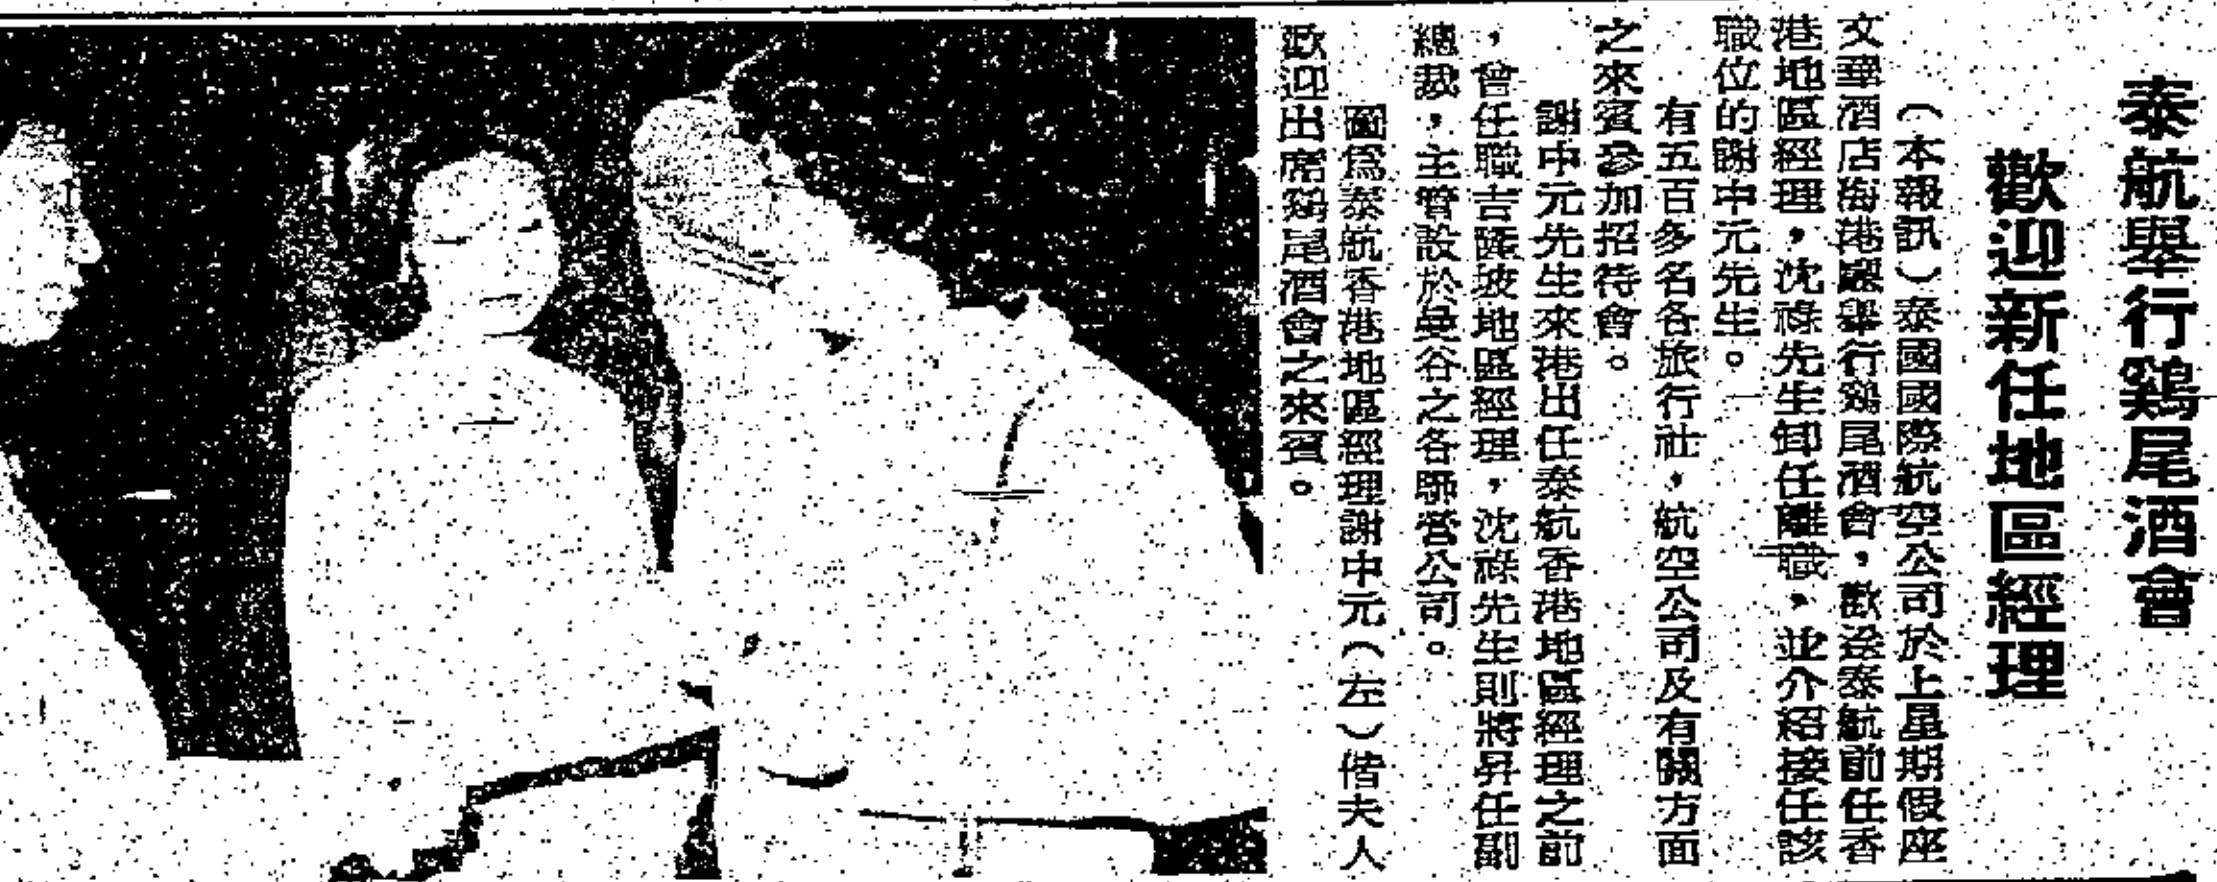 泰航舉行鷄尾酒會
歡迎新任地區經理
（本報訊）泰國國際航空公司於上星期假座
文華酒店海港廳舉行鷄尾酒會，歡送泰航前任香
港地區經理，沈祿先生卸任離職，並介紹接任該
職位的謝中元先生。
有五百多名各旅行社，航空公司及有關方面
之來賓參加招待會。
謝中元先生來港出任泰航香港地區經理之前
，曾任職吉隆坡地區經理，沈祿先生則將昇任副
總裁，主管設於曼谷之各聯營公司。
圖爲泰航香港地區經理謝中元（左）偕夫人
歡迎出席鷄尾酒會之來賓。